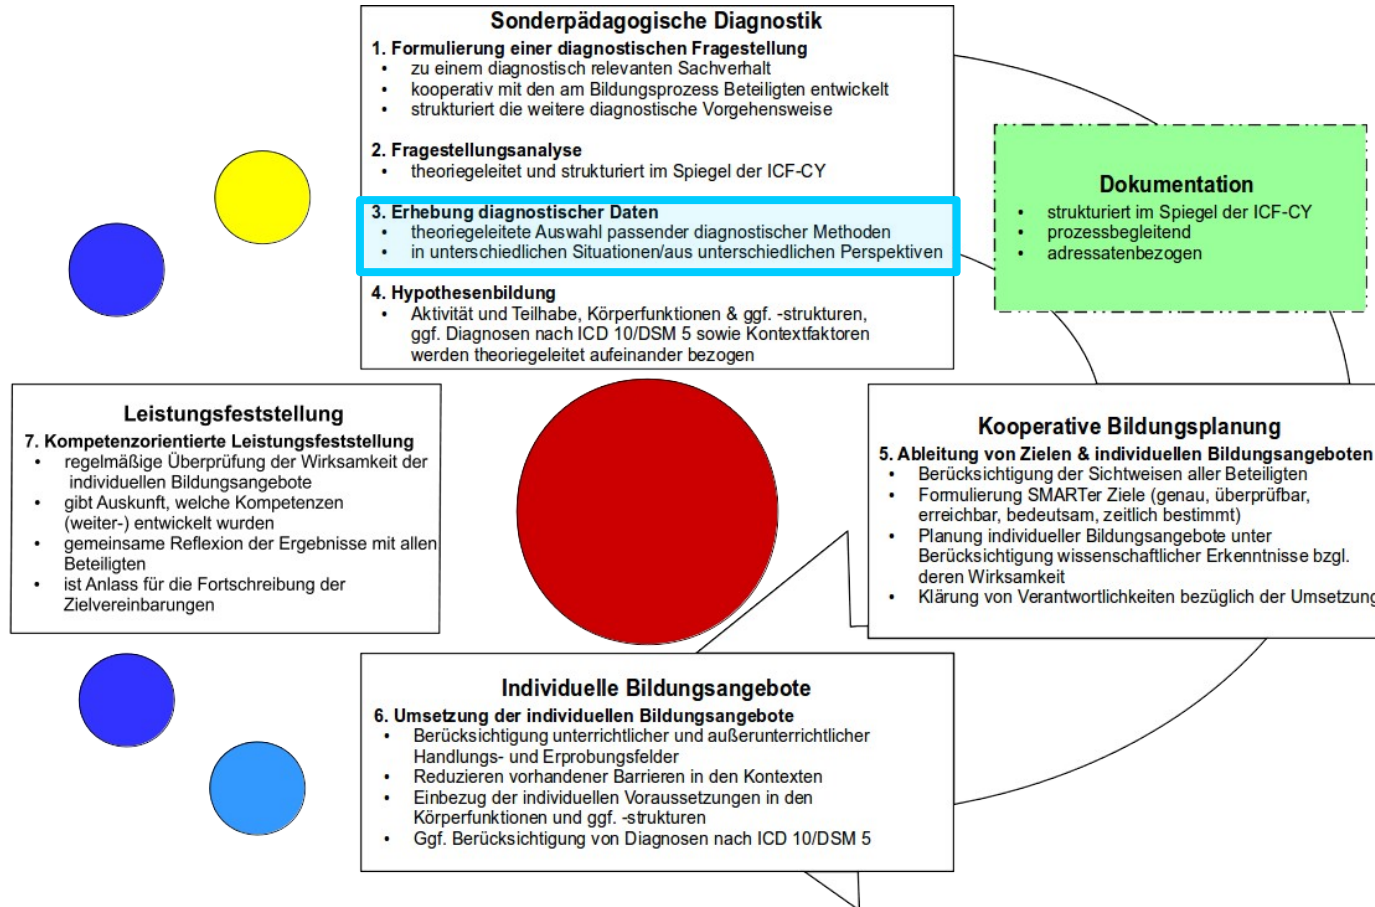 Sonderpädagogische Diagnostik
1. Formulierung einer diagnostischen Fragestellung
• zu einem diagnostisch relevanten Sachverhalt
• kooperativ mit den am Bildungsprozess Beteiligten entwickelt
• strukturiert die weitere diagnostische Vorgehensweise
2. Fragestellungsanalyse
• theoriegeleitet und strukturiert im Spiegel der ICF-CY
3. Erhebung diagnostischer Daten
• theoriegeleitete Auswahl passender diagnostischer Methoden
• in unterschiedlichen Situationen/aus unterschiedlichen Perspektiven
4. Hypothesenbildung
• Aktivität und Teilhabe, Körperfunktionen & ggf. -strukturen,
ggf. Diagnosen nach ICD 10/DSM 5 sowie Kontextfaktoren
werden theoriegeleitet aufeinander bezogen
Dokumentation
• strukturiert im Spiegel der ICF-CY
• prozessbegleitend
• adressatenbezogen
Leistungsfeststellung
7. Kompetenzorientierte Leistungsfeststellung
• regelmäßige Überprüfung der Wirksamkeit der
individuellen Bildungsangebote
• gibt Auskunft, welche Kompetenzen
(weiter-) entwickelt wurden
• gemeinsame Reflexion der Ergebnisse mit allen
Beteiligten
• ist Anlass für die Fortschreibung der
Zielvereinbarungen
Kooperative Bildungsplanung
5. Ableitung von Zielen & individuellen Bildungsangeboten
• Berücksichtigung der Sichtweisen aller Beteiligten
• Formulierung SMARTer Ziele (genau, überprüfbar,
erreichbar, bedeutsam, zeitlich bestimmt)
• Planung individueller Bildungsangebote unter
Berücksichtigung wissenschaftlicher Erkenntnisse bzgl.
deren Wirksamkeit
• Klärung von Verantwortlichkeiten bezüglich der Umsetzung
Individuelle Bildungsangebote
6. Umsetzung der individuellen Bildungsangebote
• Berücksichtigung unterrichtlicher und außerunterrichtlicher
Handlungs- und Erprobungsfelder
• Reduzieren vorhandener Barrieren in den Kontexten
• Einbezug der individuellen Voraussetzungen in den
Körperfunktionen und ggf. -strukturen
• Ggf. Berücksichtigung von Diagnosen nach ICD 10/DSM 5